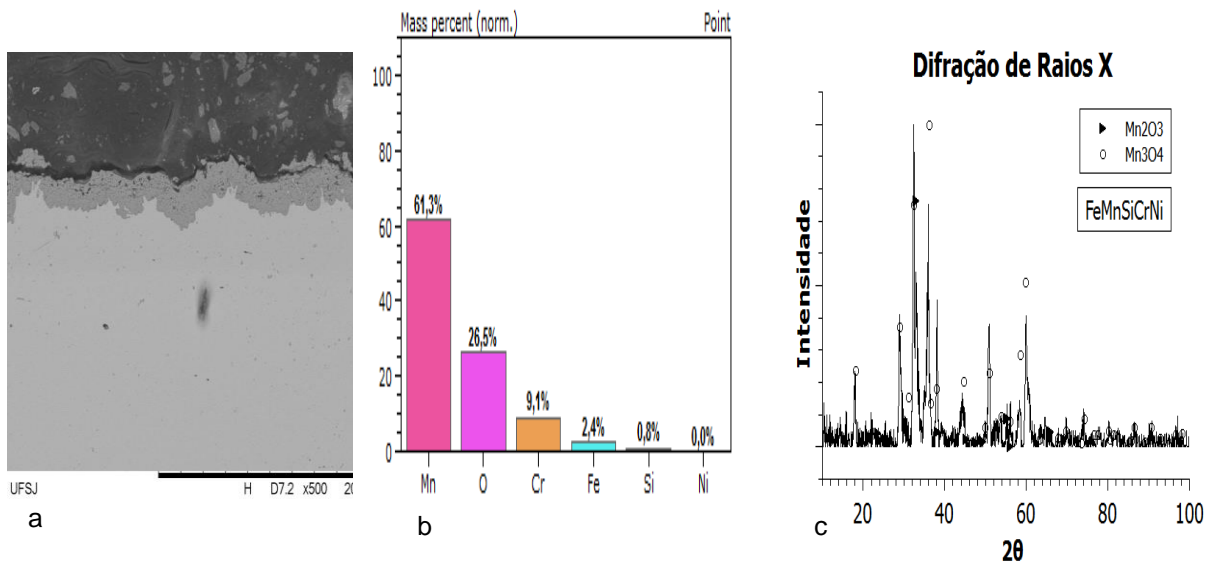 UFSJ H D7.2 x500 20
a
Mass percent (norm.) Point
100
80
60
40
20
0
61,3%
26,5%
9,1%
2,4%
0,8%
0,0%
Mn O Cr Fe Si Ni
b
Difração de Raios X
Mn2O3
Mn3O4
FeMnSiCrNi
Intensidade
20 40 60 80 100
2θ
c